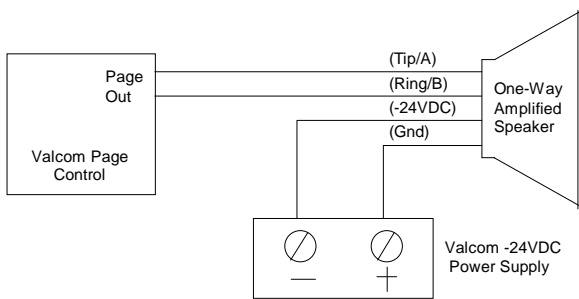 (Tip/A)
Page
Out
(Ring/B)
(-24VDC)
(Gnd)
One-Way
Amplified
Speaker
Valcom Page
Control
Valcom -24VDC
Power Supply